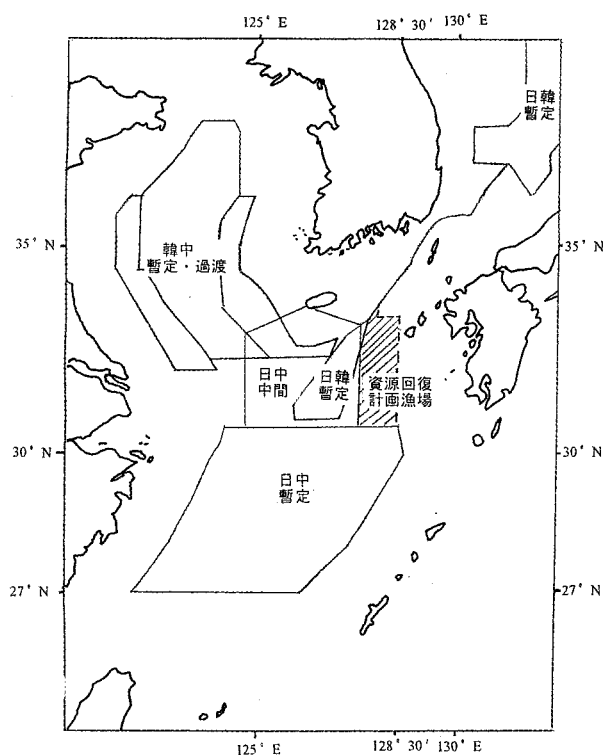 125° E
128° 30′
130° E
日韓
暫定
35° N
35° N
韓中
暫定・過渡
日中
中間
日韓
暫定
資源回復
計画漁場
30° N
30° N
日中
暫定
27° N
27° N
125° E
128° 30′
130° E